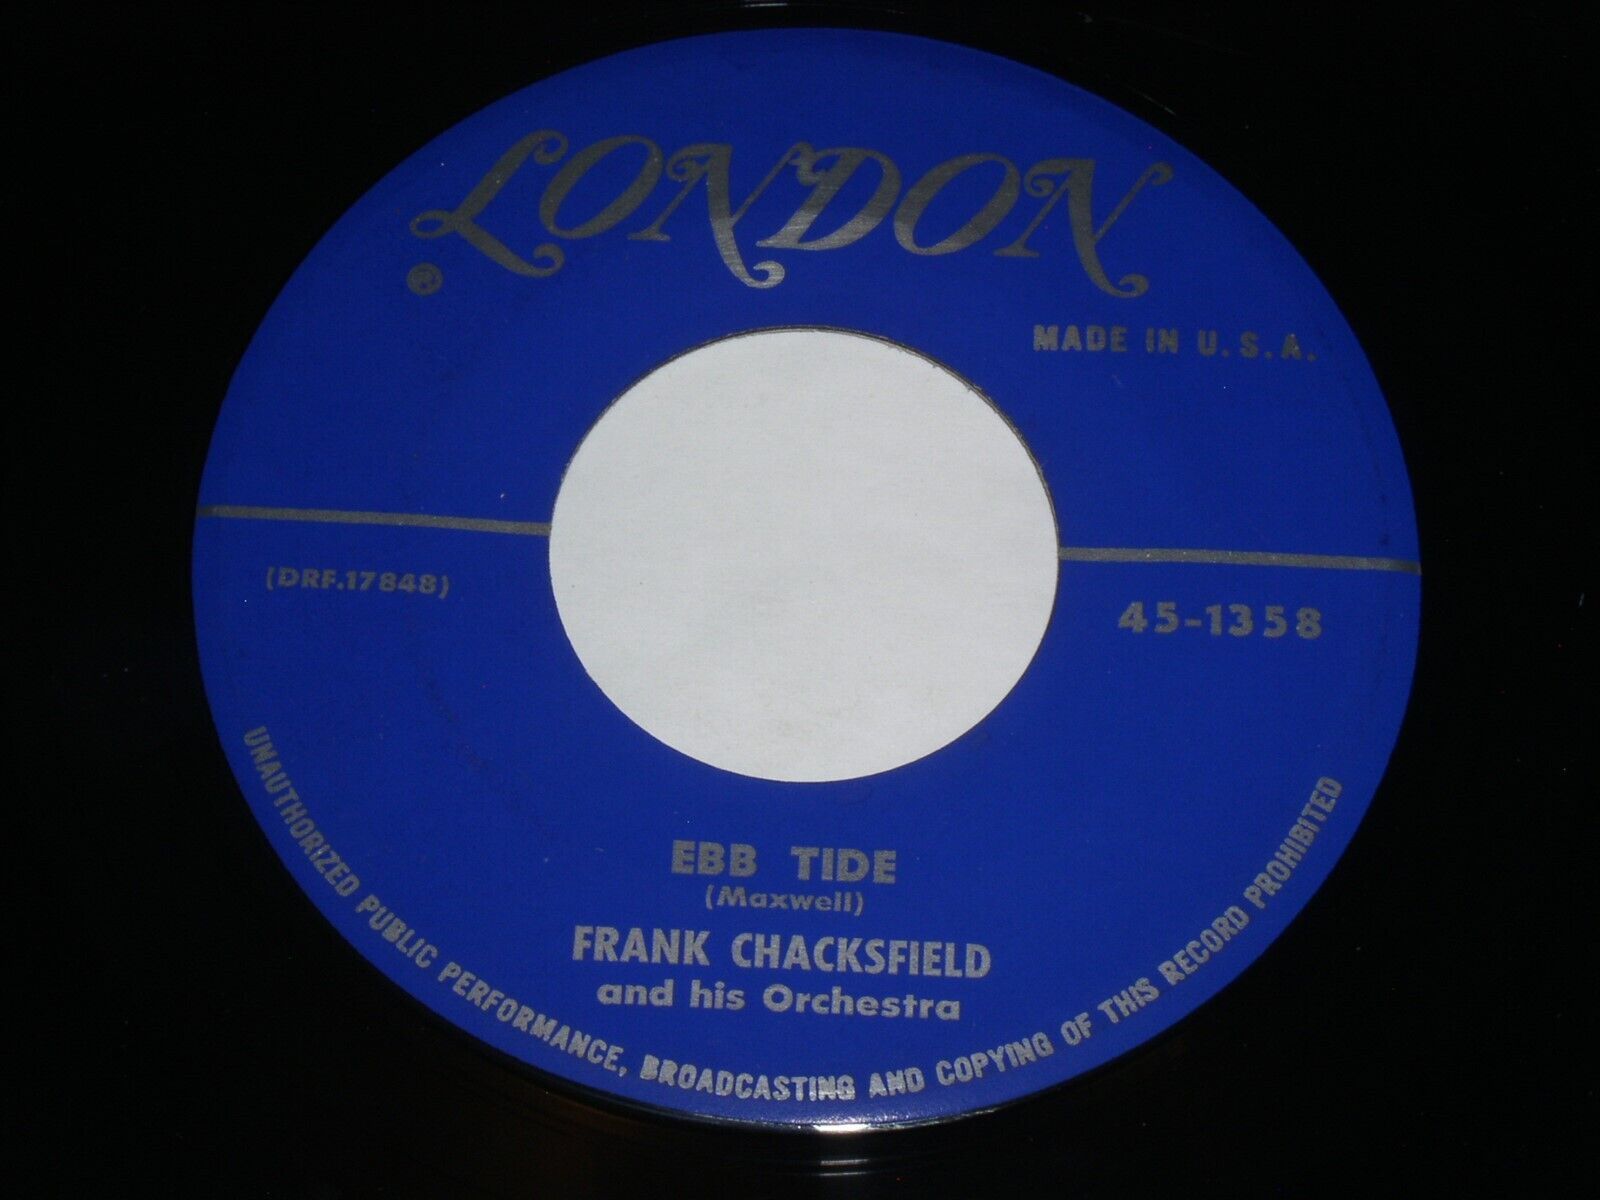 LONDON
®
MADE IN U.S.A.
(DRF.17848)
45-1358
EBB TIDE
(Maxwell)
FRANK CHACKSFIELD
and his Orchestra
UNAUTHORIZED PUBLIC PERFORMANCE, BROADCASTING AND COPYING OF THIS RECORD PROHIBITED